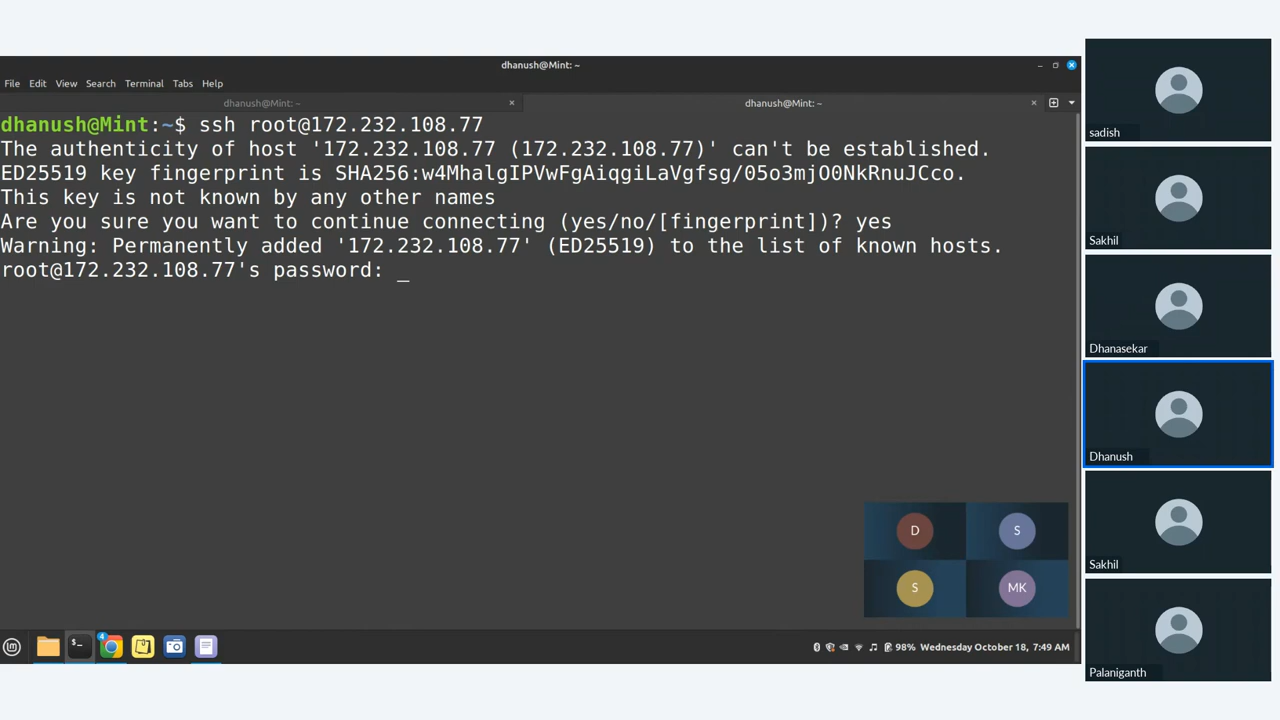 dhanush@Mint: ~
File Edit View Search Terminal Tabs Help
dhanush@Mint: ~ × dhanush@Mint: ~ ×
dhanush@Mint:~$ ssh root@172.232.108.77
The authenticity of host '172.232.108.77 (172.232.108.77)' can't be established.
ED25519 key fingerprint is SHA256:w4MhalgIPVwFgAiqgiLaVgfsg/05o3mjO0NkRnuJCco.
This key is not known by any other names
Are you sure you want to continue connecting (yes/no/[fingerprint])? yes
Warning: Permanently added '172.232.108.77' (ED25519) to the list of known hosts.
root@172.232.108.77's password: _
D S
S MK
4
98% Wednesday October 18, 7:49 AM
sadish
Sakhil
Dhanasekar
Dhanush
Sakhil
Palaniganth